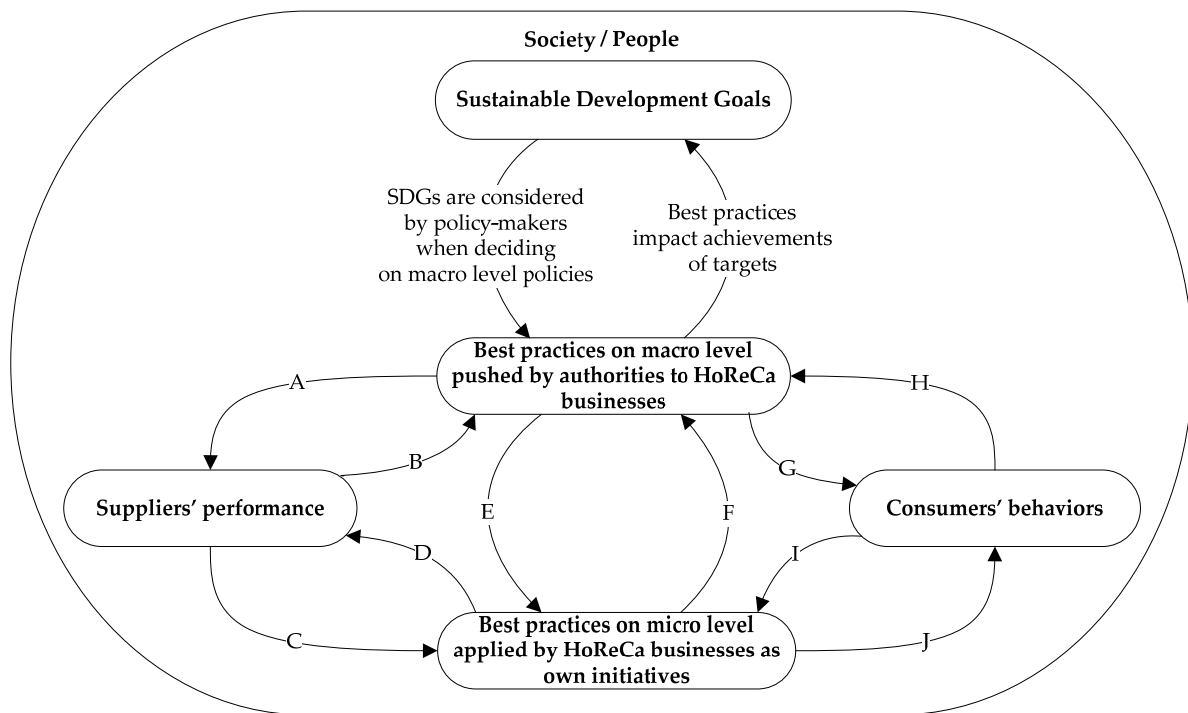 Society / People
Sustainable Development Goals
SDGs are considered
by policy-makers
when deciding
on macro level policies
Best practices
impact achievements
of targets
Best practices on macro level
pushed by authorities to HoReCa
businesses
A
H
B
G
Suppliers’ performance
Consumers’ behaviors
E
F
D
I
C
Best practices on micro level
applied by HoReCa businesses as
own initiatives
J